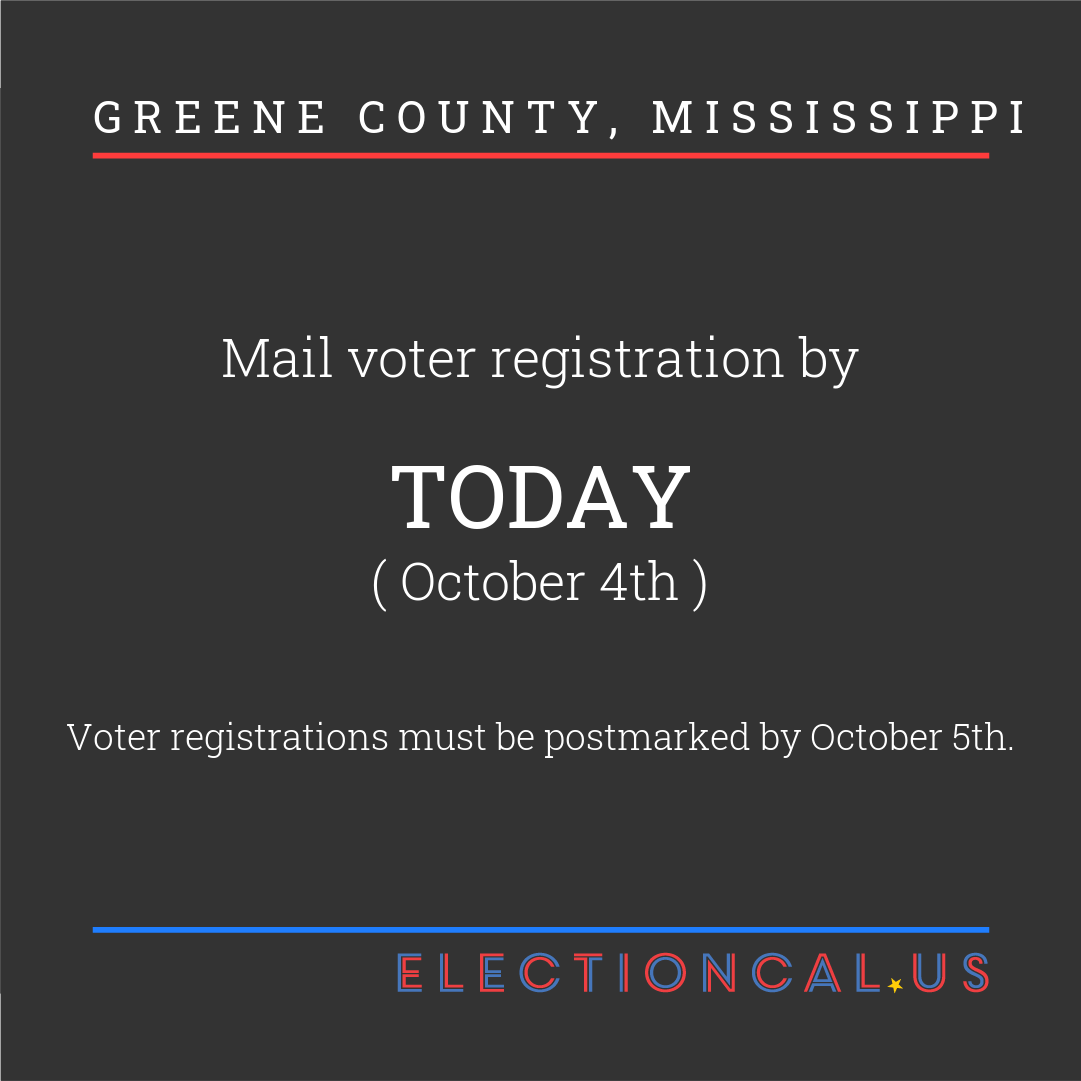 GREENE COUNTY, MISSISSIPPI
Mail voter registration by
TODAY
( October 4th )
Voter registrations must be postmarked by October 5th.
ELECTIONCAL.US